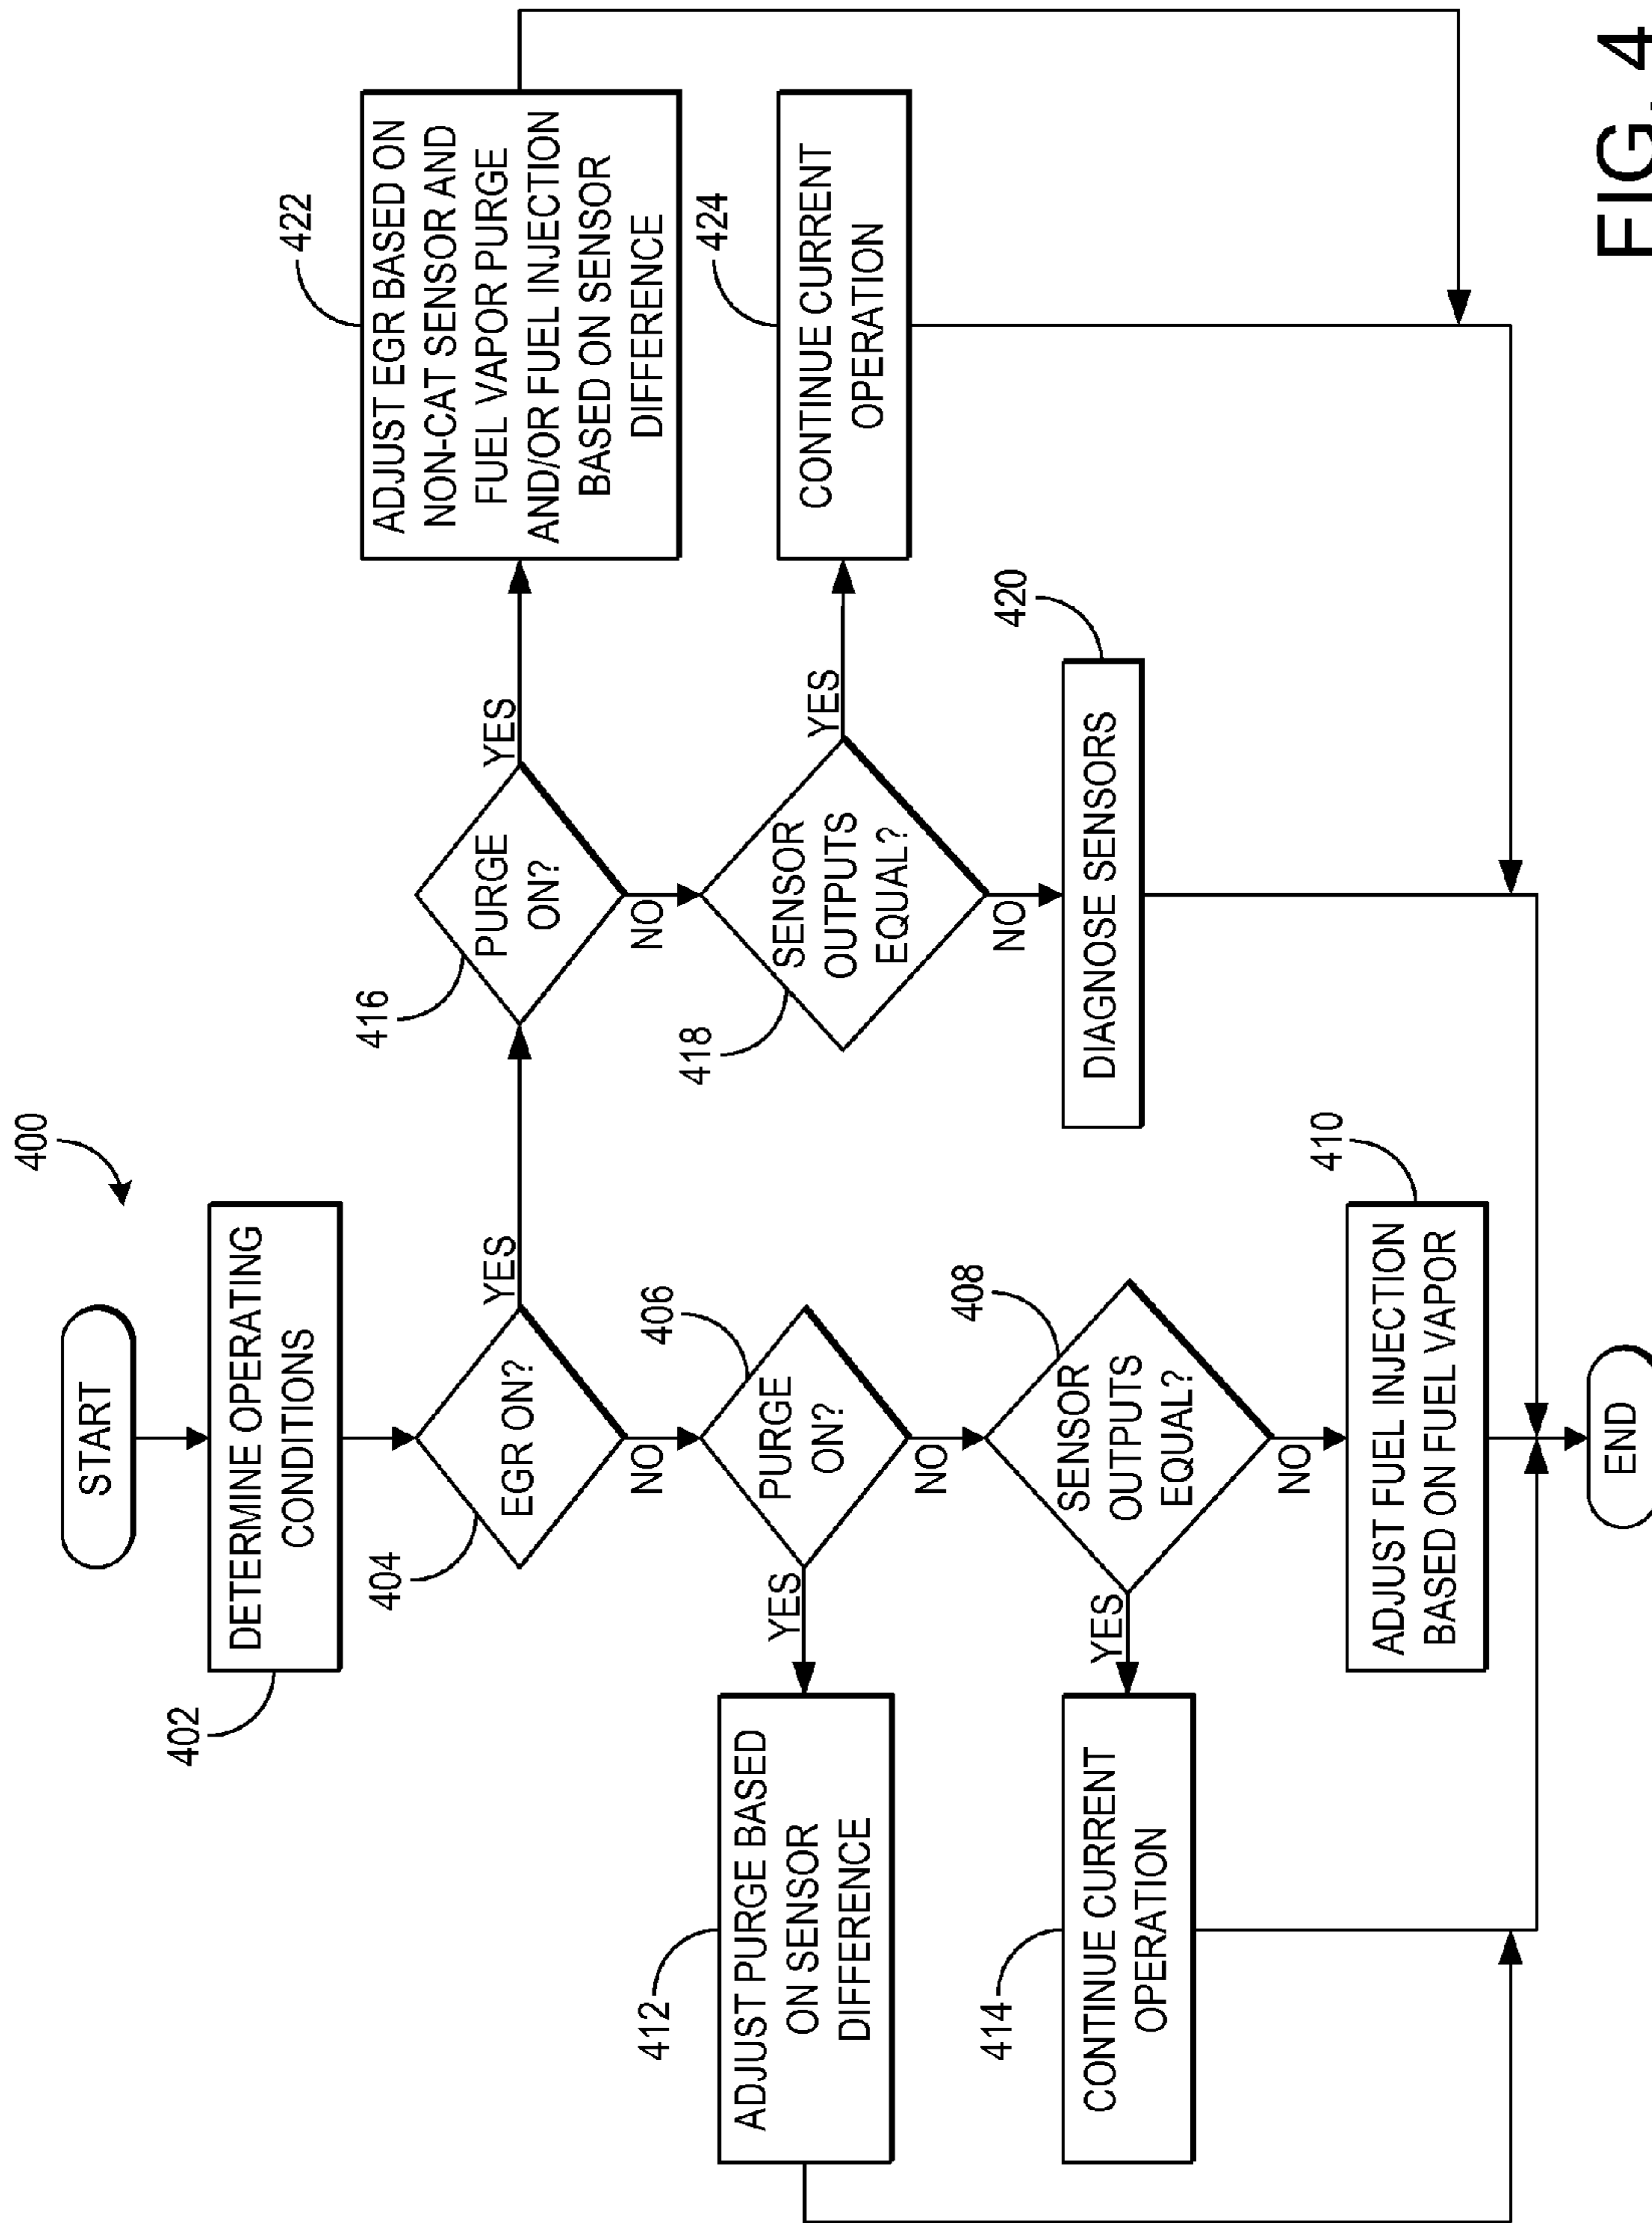 400
START
DETERMINE OPERATING
CONDITIONS
402
EGR ON?
404
YES
NO
PURGE
ON?
406
YES
NO
ADJUST PURGE BASED
ON SENSOR
DIFFERENCE
412
SENSOR
OUTPUTS
EQUAL?
408
YES
NO
CONTINUE CURRENT
OPERATION
414
ADJUST FUEL INJECTION
BASED ON FUEL VAPOR
410
PURGE
ON?
416
YES
NO
ADJUST EGR BASED ON
NON-CAT SENSOR AND
FUEL VAPOR PURGE
AND/OR FUEL INJECTION
BASED ON SENSOR
DIFFERENCE
422
SENSOR
OUTPUTS
EQUAL?
418
YES
NO
CONTINUE CURRENT
OPERATION
424
DIAGNOSE SENSORS
420
END
FIG. 4